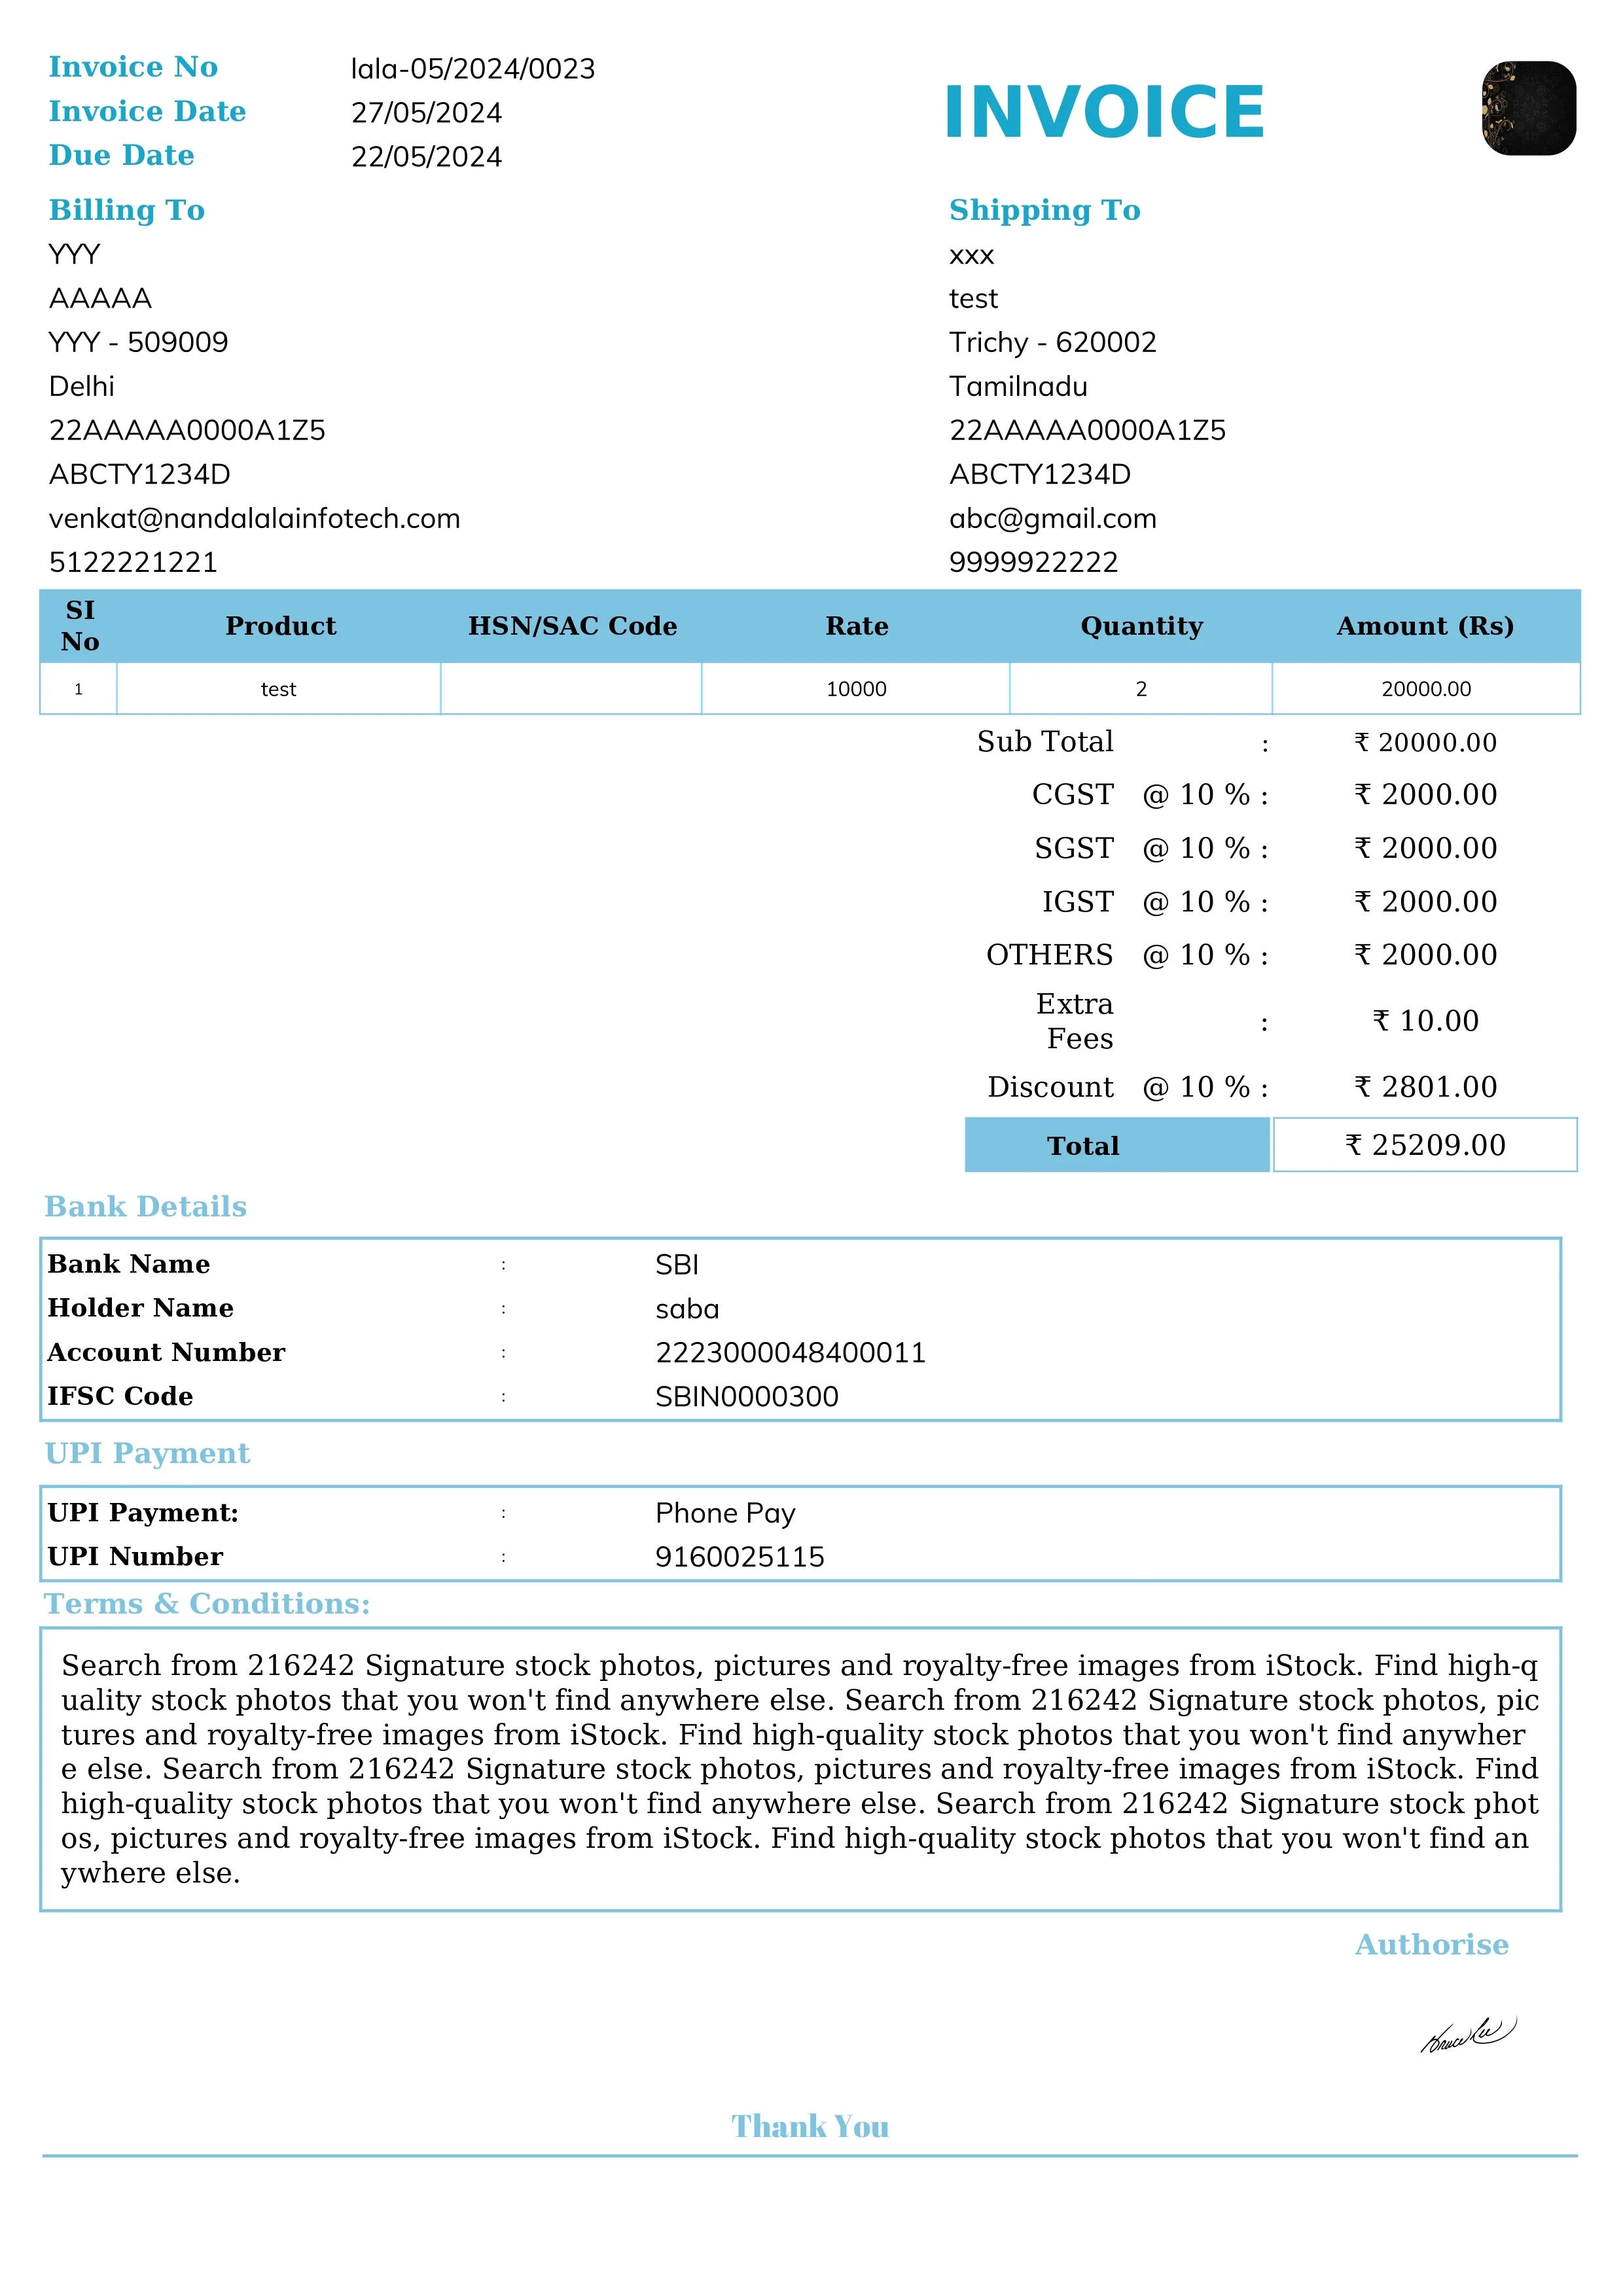 Invoice No lala-05/2024/0023
Invoice Date 27/05/2024
Due Date 22/05/2024
INVOICE
Billing To
YYY
AAAAA
YYY - 509009
Delhi
22AAAAA0000A1Z5
ABCTY1234D
venkat@nandalalainfotech.com
5122221221
Shipping To
xxx
test
Trichy - 620002
Tamilnadu
22AAAAA0000A1Z5
ABCTY1234D
abc@gmail.com
9999922222
SI No Product HSN/SAC Code Rate Quantity Amount (Rs)
1 test 10000 2 20000.00
Sub Total : ₹ 20000.00
CGST @ 10 % : ₹ 2000.00
SGST @ 10 % : ₹ 2000.00
IGST @ 10 % : ₹ 2000.00
OTHERS @ 10 % : ₹ 2000.00
Extra Fees : ₹ 10.00
Discount @ 10 % : ₹ 2801.00
Total ₹ 25209.00
Bank Details
Bank Name : SBI
Holder Name : saba
Account Number : 2223000048400011
IFSC Code : SBIN0000300
UPI Payment
UPI Payment: : Phone Pay
UPI Number : 9160025115
Terms & Conditions:
Search from 216242 Signature stock photos, pictures and royalty-free images from iStock. Find high-q
uality stock photos that you won't find anywhere else. Search from 216242 Signature stock photos, pic
tures and royalty-free images from iStock. Find high-quality stock photos that you won't find anywher
e else. Search from 216242 Signature stock photos, pictures and royalty-free images from iStock. Find
high-quality stock photos that you won't find anywhere else. Search from 216242 Signature stock phot
os, pictures and royalty-free images from iStock. Find high-quality stock photos that you won't find an
ywhere else.
Authorise
Bruce Lee
Thank You